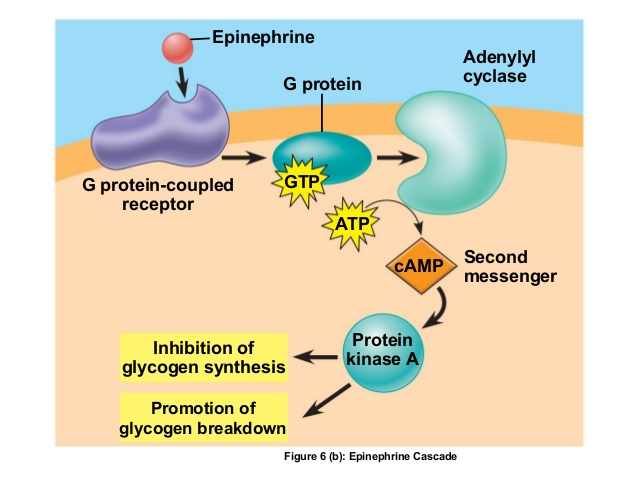 Epinephrine
Adenylyl
cyclase
G protein
G protein-coupled
receptor
GTP
ATP
cAMP
Second
messenger
Protein
kinase A
Inhibition of
glycogen synthesis
Promotion of
glycogen breakdown
Figure 6 (b): Epinephrine Cascade